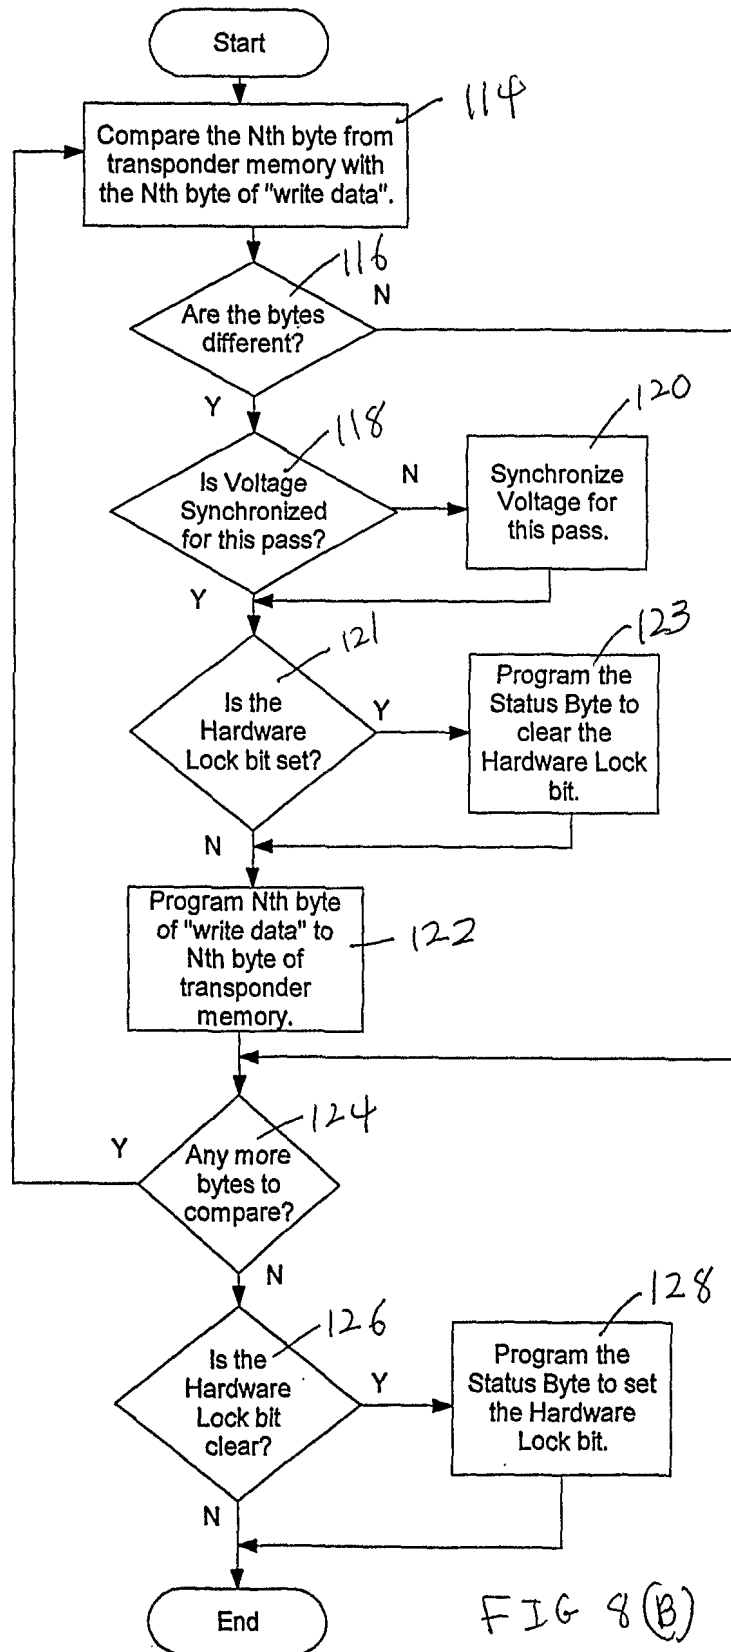 Start
114
Compare the Nth byte from
transponder memory with
the Nth byte of "write data".
116
N
Are the bytes
different?
Y
118
120
Is Voltage
Synchronized
for this pass?
N
Synchronize
Voltage for
this pass.
Y
121
123
Is the
Hardware
Lock bit set?
Y
Program the
Status Byte to
clear the
Hardware Lock
bit.
N
Program Nth byte
of "write data" to
Nth byte of
transponder
memory.
122
124
Y
Any more
bytes to
compare?
N
126
128
Is the
Hardware
Lock bit
clear?
Y
Program the
Status Byte to set
the Hardware
Lock bit.
N
End
FIG 8(B)